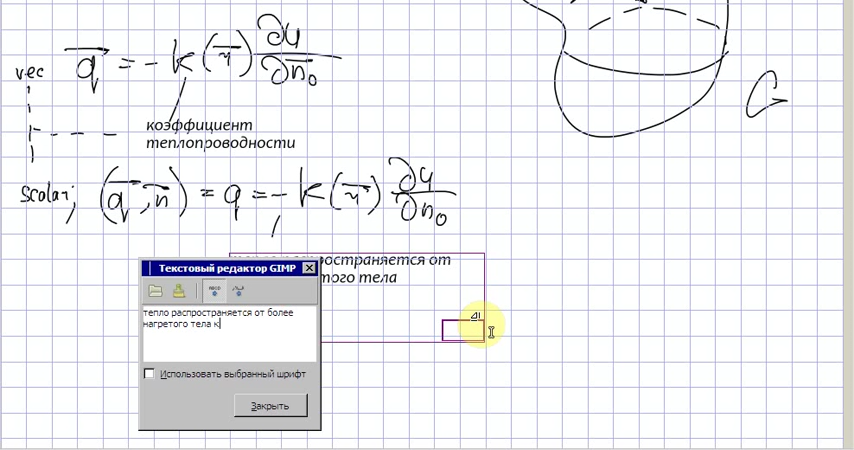 vec q = - k (r) ∂u/∂n₀
коэффициент
теплопроводности
scalar; (q, n) = q = - k (r) ∂u/∂n₀
G
распространяется от
того тела
Текстовый редактор GIMP
тепло распространяется от более
нагретого тела к
Использовать выбранный шрифт
Закрыть